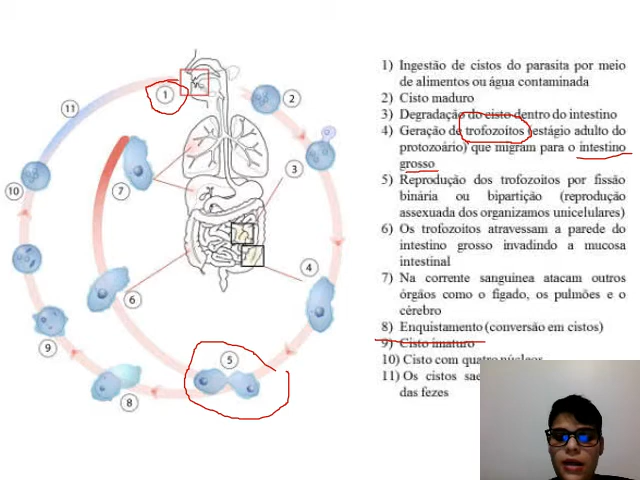 1) Ingestão de cistos do parasita por meio
de alimentos ou água contaminada
2) Cisto maduro
3) Degradação do cisto dentro do intestino
4) Geração de trofozoítos (estágio adulto do
protozoário) que migram para o intestino
grosso
5) Reprodução dos trofozoítos por fissão
binária ou bipartição (reprodução
assexuada dos organizamos unicelulares)
6) Os trofozoítos atravessam a parede do
intestino grosso invadindo a mucosa
intestinal
7) Na corrente sanguínea atacam outros
órgãos como o fígado, os pulmões e o
cérebro
8) Enquistamento (conversão em cistos)
9) Cisto imaturo
10) Cisto com quatro núcleos
11) Os cistos
das fezes
1
2
11
3
10
7
4
6
9
5
8